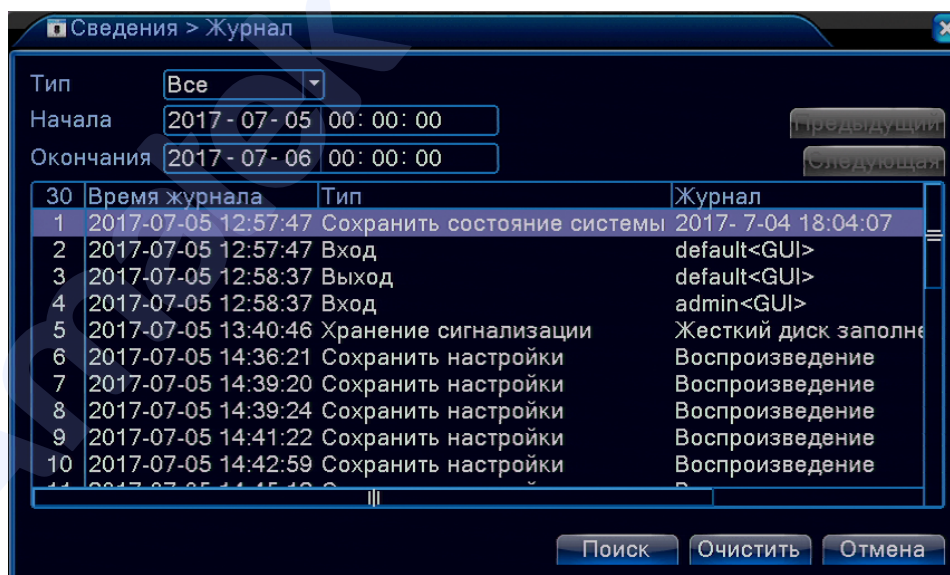 Сведения > Журнал
Тип Все
Начала 2017 - 07 - 05 00: 00: 00
Предыдущий
Окончания 2017 - 07 - 06 00: 00: 00
Следующая
30 Время журнала Тип Журнал
1 2017-07-05 12:57:47 Сохранить состояние системы 2017- 7-04 18:04:07
2 2017-07-05 12:57:47 Вход default<GUI>
3 2017-07-05 12:58:37 Выход default<GUI>
4 2017-07-05 12:58:37 Вход admin<GUI>
5 2017-07-05 13:40:46 Хранение сигнализации Жесткий диск заполне
6 2017-07-05 14:36:21 Сохранить настройки Воспроизведение
7 2017-07-05 14:39:20 Сохранить настройки Воспроизведение
8 2017-07-05 14:39:24 Сохранить настройки Воспроизведение
9 2017-07-05 14:41:22 Сохранить настройки Воспроизведение
10 2017-07-05 14:42:59 Сохранить настройки Воспроизведение
Поиск Очистить Отмена